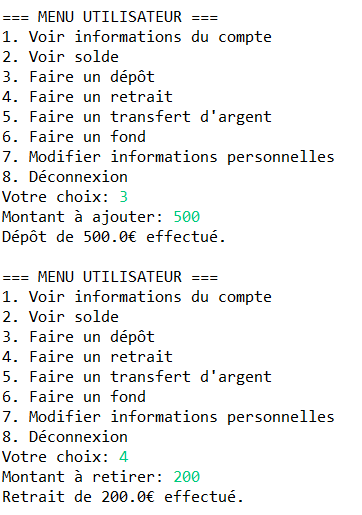 === MENU UTILISATEUR ===
1. Voir informations du compte
2. Voir solde
3. Faire un dépôt
4. Faire un retrait
5. Faire un transfert d'argent
6. Faire un fond
7. Modifier informations personnelles
8. Déconnexion
Votre choix: 3
Montant à ajouter: 500
Dépôt de 500.0€ effectué.

=== MENU UTILISATEUR ===
1. Voir informations du compte
2. Voir solde
3. Faire un dépôt
4. Faire un retrait
5. Faire un transfert d'argent
6. Faire un fond
7. Modifier informations personnelles
8. Déconnexion
Votre choix: 4
Montant à retirer: 200
Retrait de 200.0€ effectué.